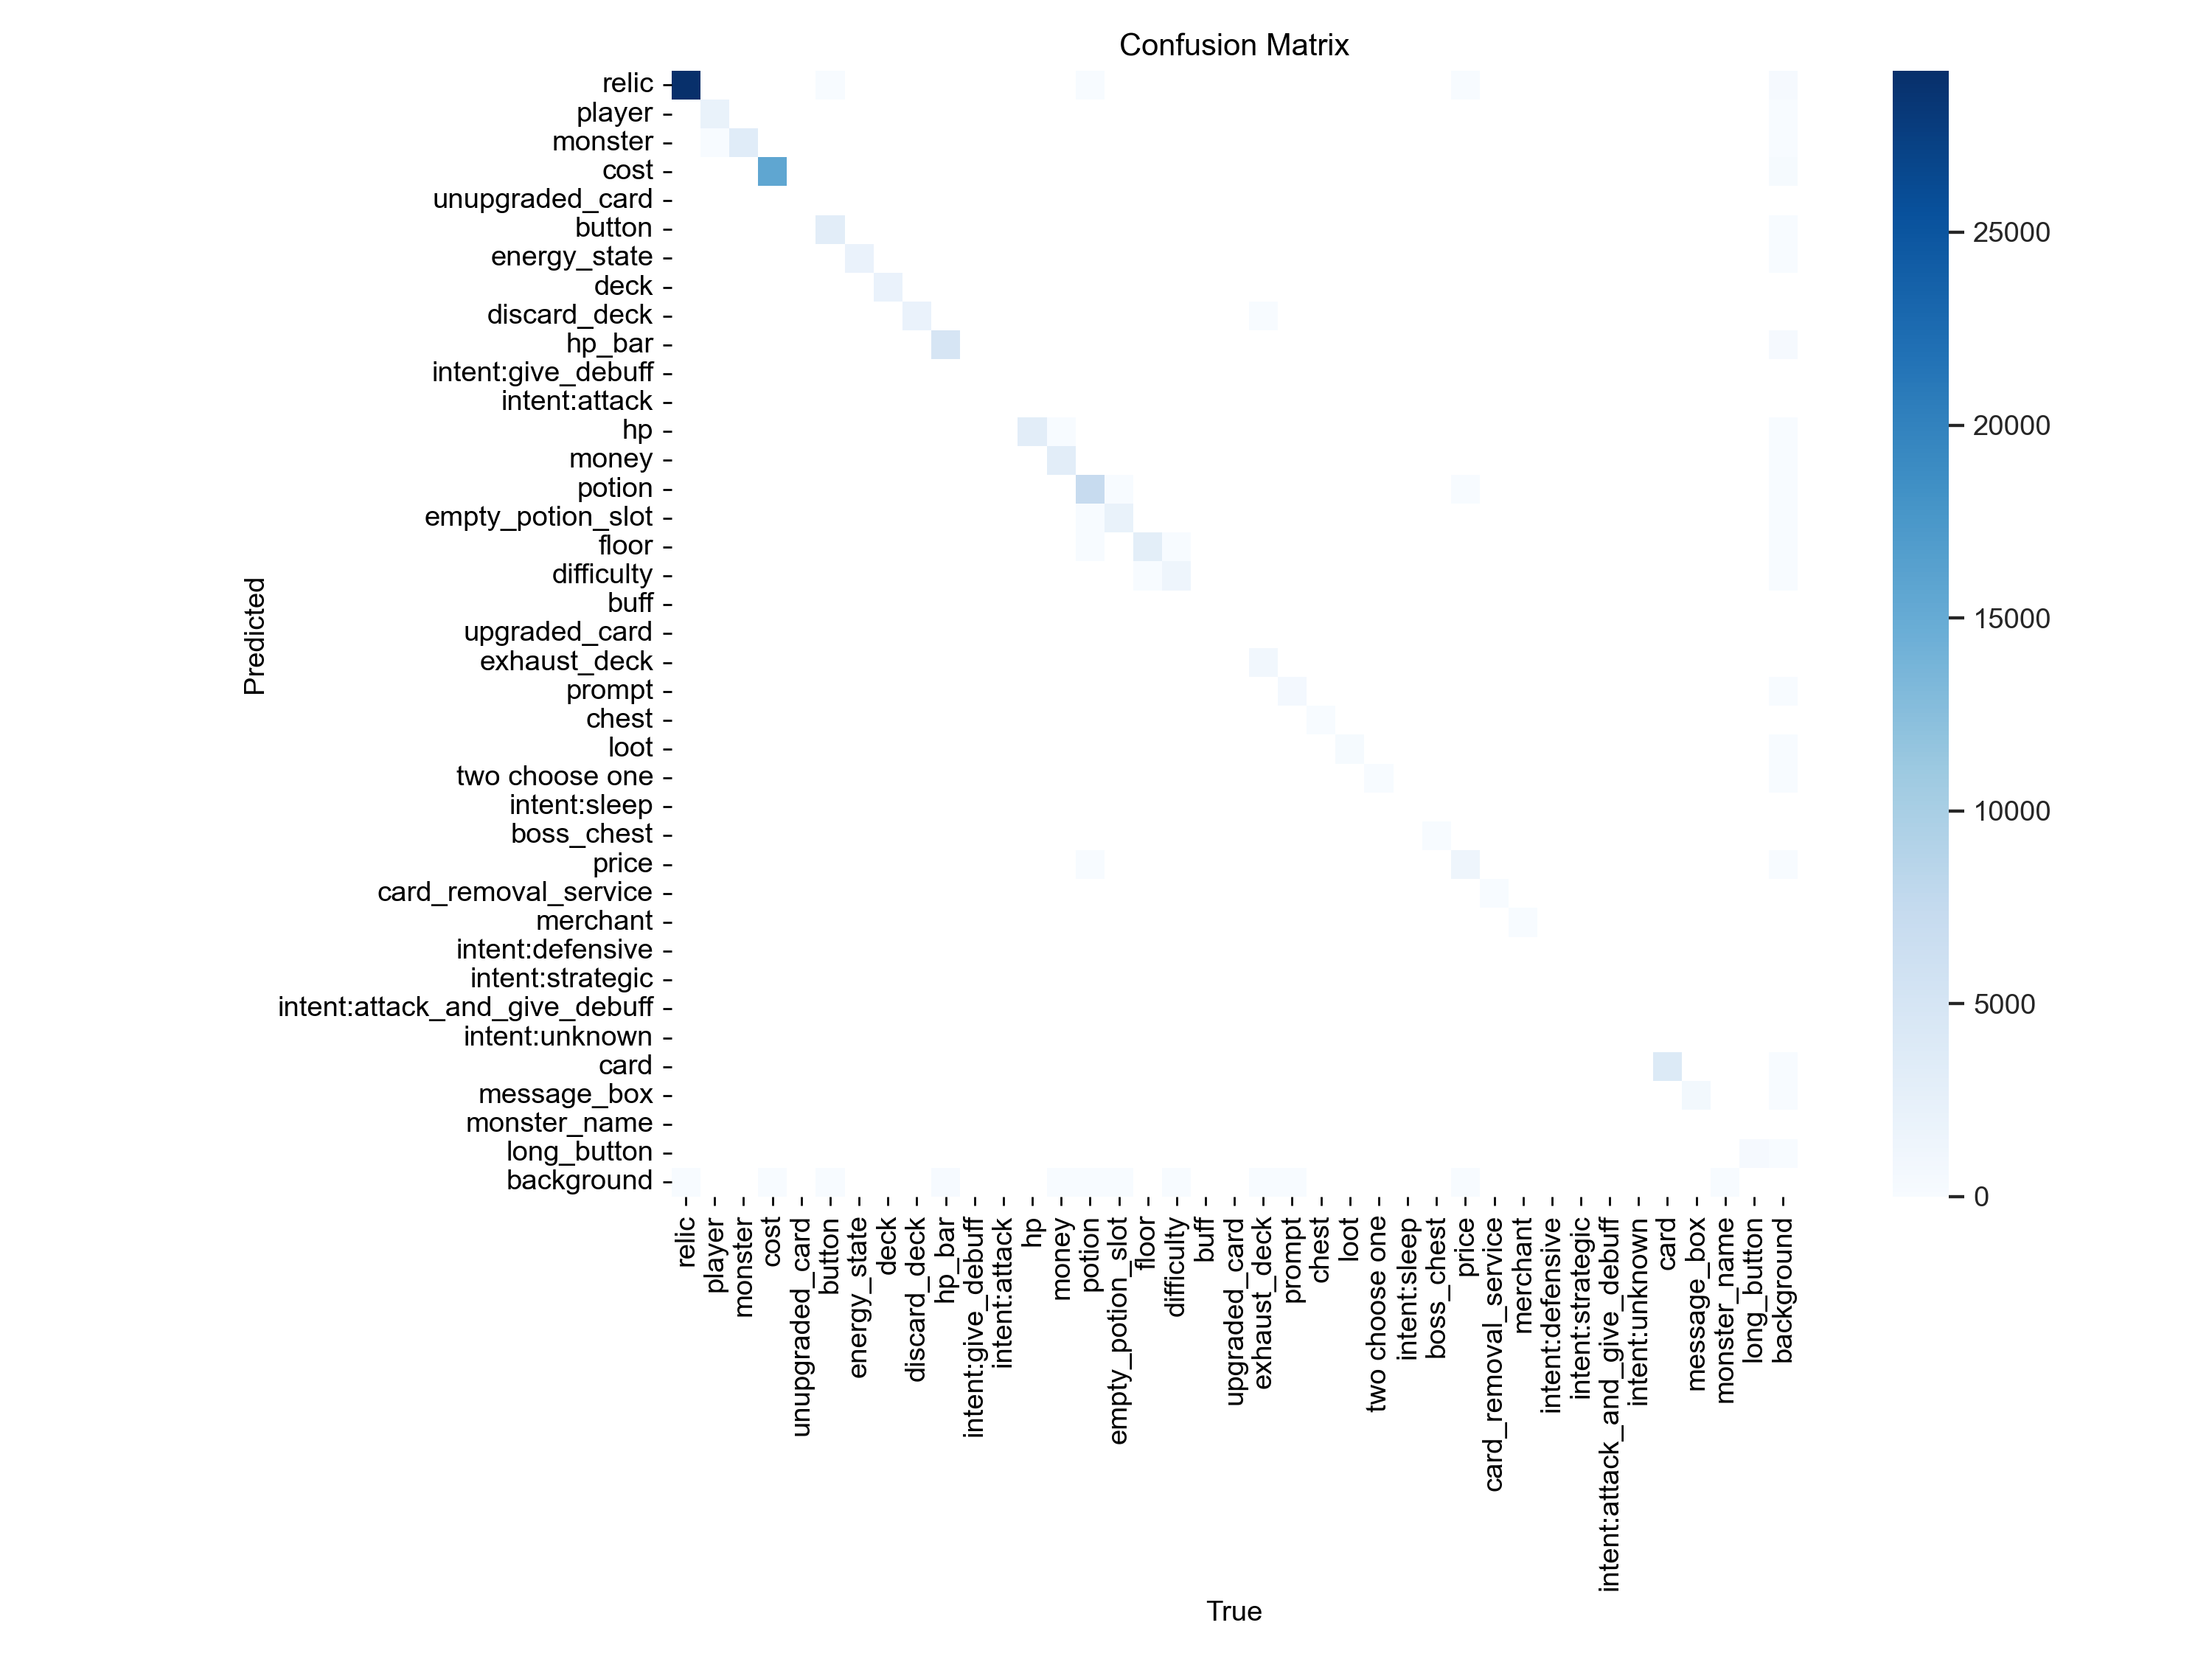 Confusion Matrix
relic
player
monster
cost
unupgraded_card
button
energy_state
deck
discard_deck
hp_bar
intent:give_debuff
intent:attack
hp
money
potion
empty_potion_slot
floor
difficulty
buff
upgraded_card
exhaust_deck
prompt
chest
loot
two choose one
intent:sleep
boss_chest
price
card_removal_service
merchant
intent:defensive
intent:strategic
intent:attack_and_give_debuff
intent:unknown
card
message_box
monster_name
long_button
background
Predicted
relic
player
monster
cost
unupgraded_card
button
energy_state
deck
discard_deck
hp_bar
intent:give_debuff
intent:attack
hp
money
potion
empty_potion_slot
floor
difficulty
buff
upgraded_card
exhaust_deck
prompt
chest
loot
two choose one
intent:sleep
boss_chest
price
card_removal_service
merchant
intent:defensive
intent:strategic
intent:attack_and_give_debuff
intent:unknown
card
message_box
monster_name
long_button
background
True
25000
20000
15000
10000
5000
0